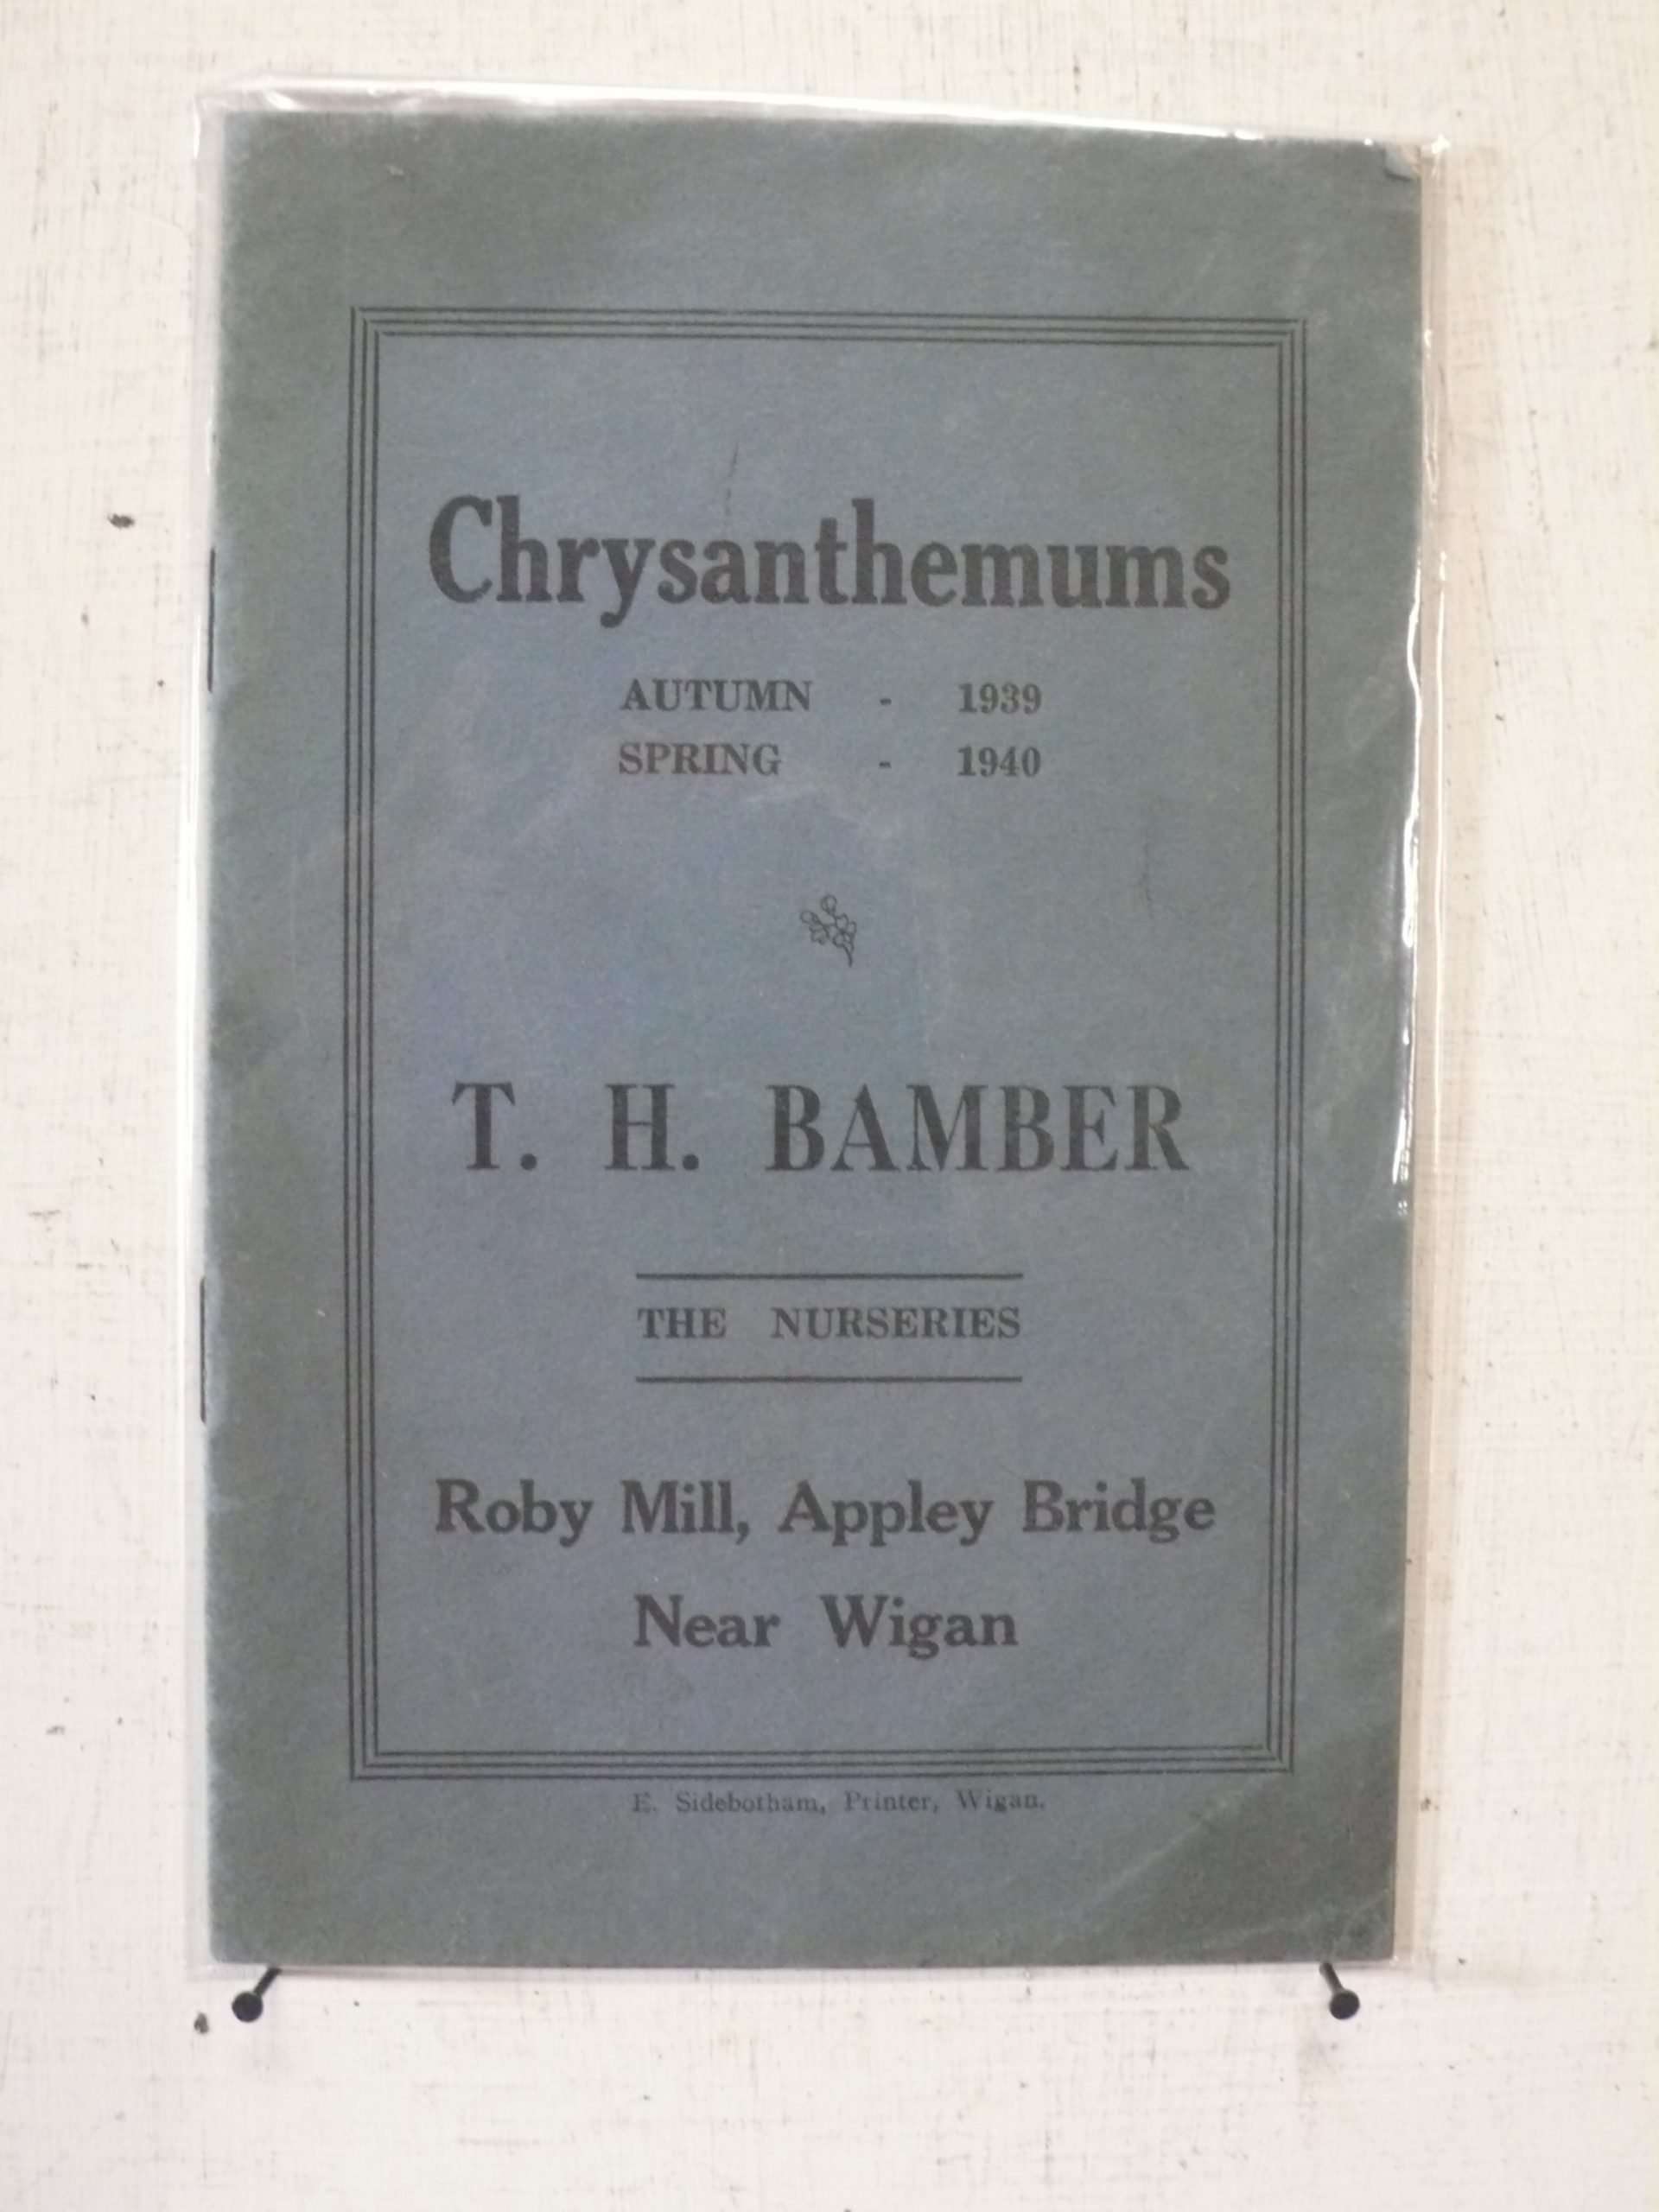 Chrysanthemums
AUTUMN - 1939
SPRING - 1940
T. H. BAMBER
THE NURSERIES
Roby Mill, Appley Bridge
Near Wigan
E. Sidebotham, Printer, Wigan.